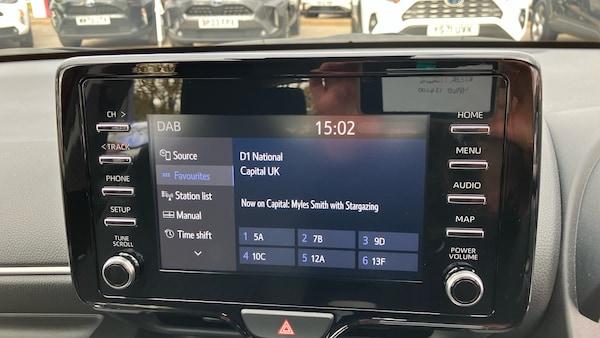 CH >
< TRACK
PHONE
SETUP
TUNE
SCROLL
DAB
15:02
Source
Favourites
Station list
Manual
Time shift
D1 National
Capital UK
Now on Capital: Myles Smith with Stargazing
1 5A
2 7B
3 9D
4 10C
5 12A
6 13F
HOME
MENU
AUDIO
MAP
POWER
VOLUME